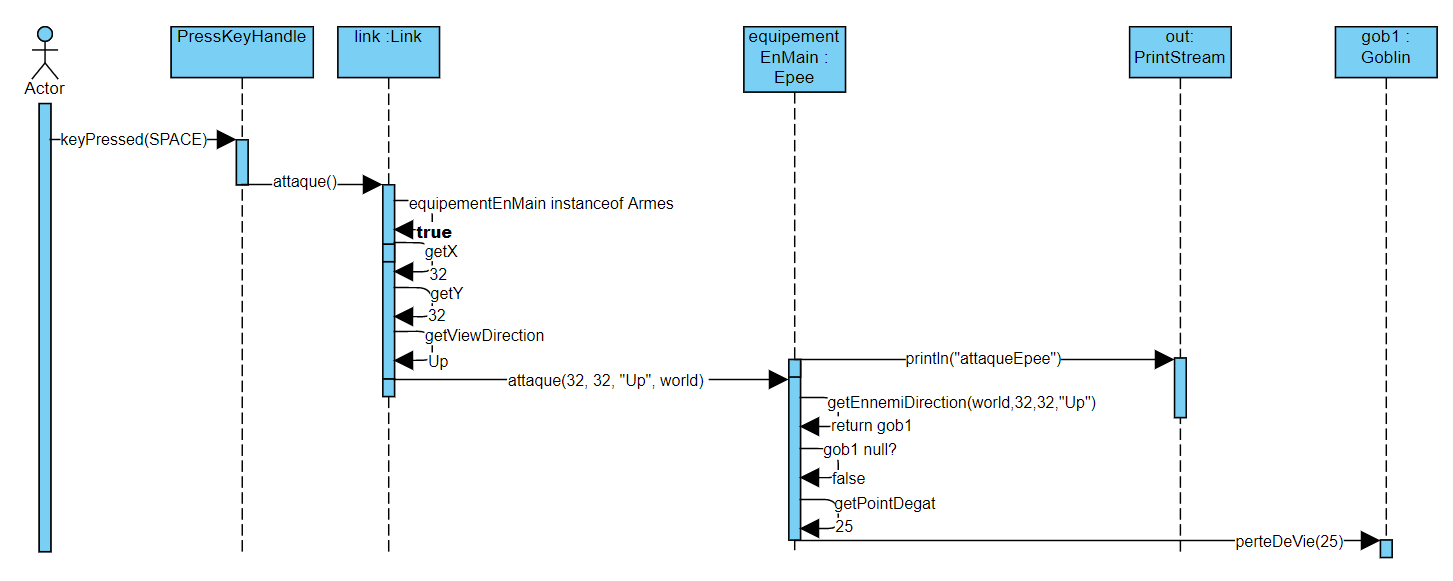 PressKeyHandle
link :Link
equipement
EnMain :
Epee
out:
PrintStream
gob1 :
Goblin
Actor
keyPressed(SPACE)
attaque()
equipementEnMain instanceof Armes
true
getX
32
getY
32
getViewDirection
Up
attaque(32, 32, "Up", world)
println("attaqueEpee")
getEnnemiDirection(world,32,32,"Up")
return gob1
gob1 null?
false
getPointDegat
25
perteDeVie(25)